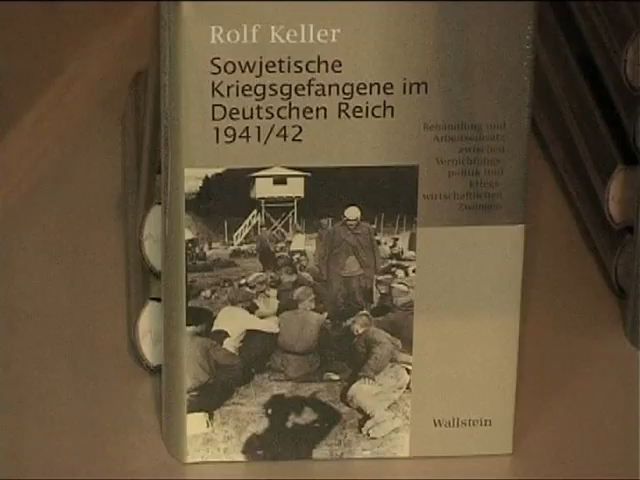 Rolf Keller
Sowjetische
Kriegsgefangene im
Deutschen Reich
1941/42
Behandlung und
Arbeitseinsatz
zwischen
Vernichtungs-
politik und
kriegs-
wirtschaftlichen
Zwängen
Wallstein